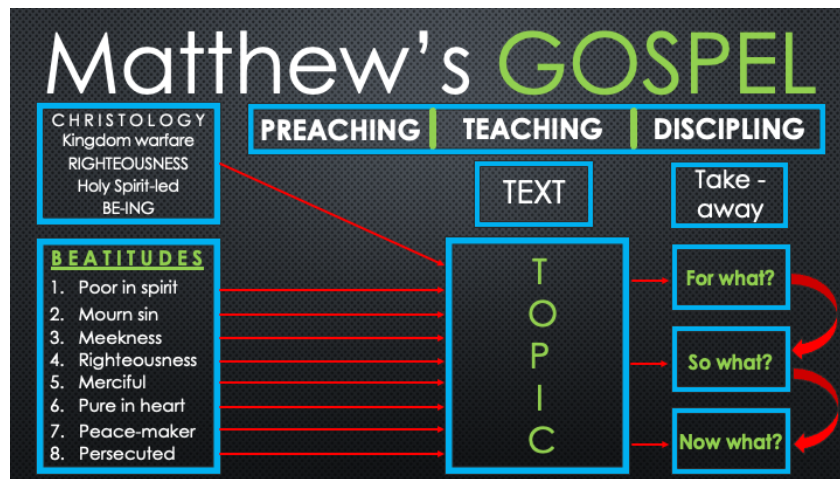 Matthew's GOSPEL
CHRISTOLOGY
Kingdom warfare
RIGHTEOUSNESS
Holy Spirit-led
BE-ING
PREACHING TEACHING DISCIPLING
TEXT
Take -
away
BEATITUDES
1. Poor in spirit
2. Mourn sin
3. Meekness
4. Righteousness
5. Merciful
6. Pure in heart
7. Peace-maker
8. Persecuted
T
O
P
I
C
For what?
So what?
Now what?